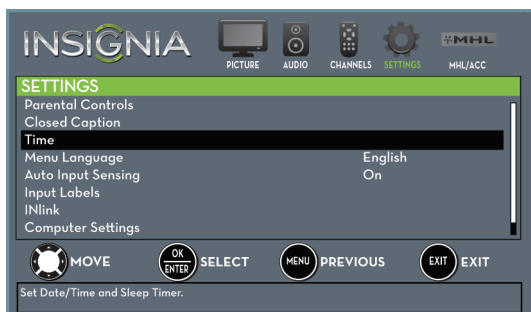 INSIGNIA
PICTURE AUDIO CHANNELS SETTINGS MHL MHL/ACC
SETTINGS
Parental Controls
Closed Caption
Time
Menu Language English
Auto Input Sensing On
Input Labels
INlink
Computer Settings
MOVE OK ENTER SELECT MENU PREVIOUS EXIT EXIT
Set Date/Time and Sleep Timer.